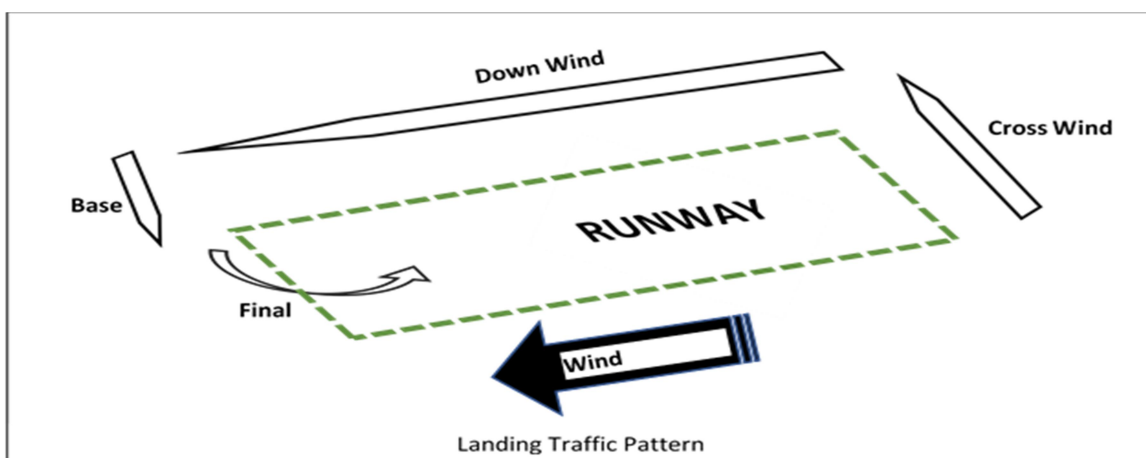 Down Wind
Cross Wind
Base
RUNWAY
Final
Wind
Landing Traffic Pattern